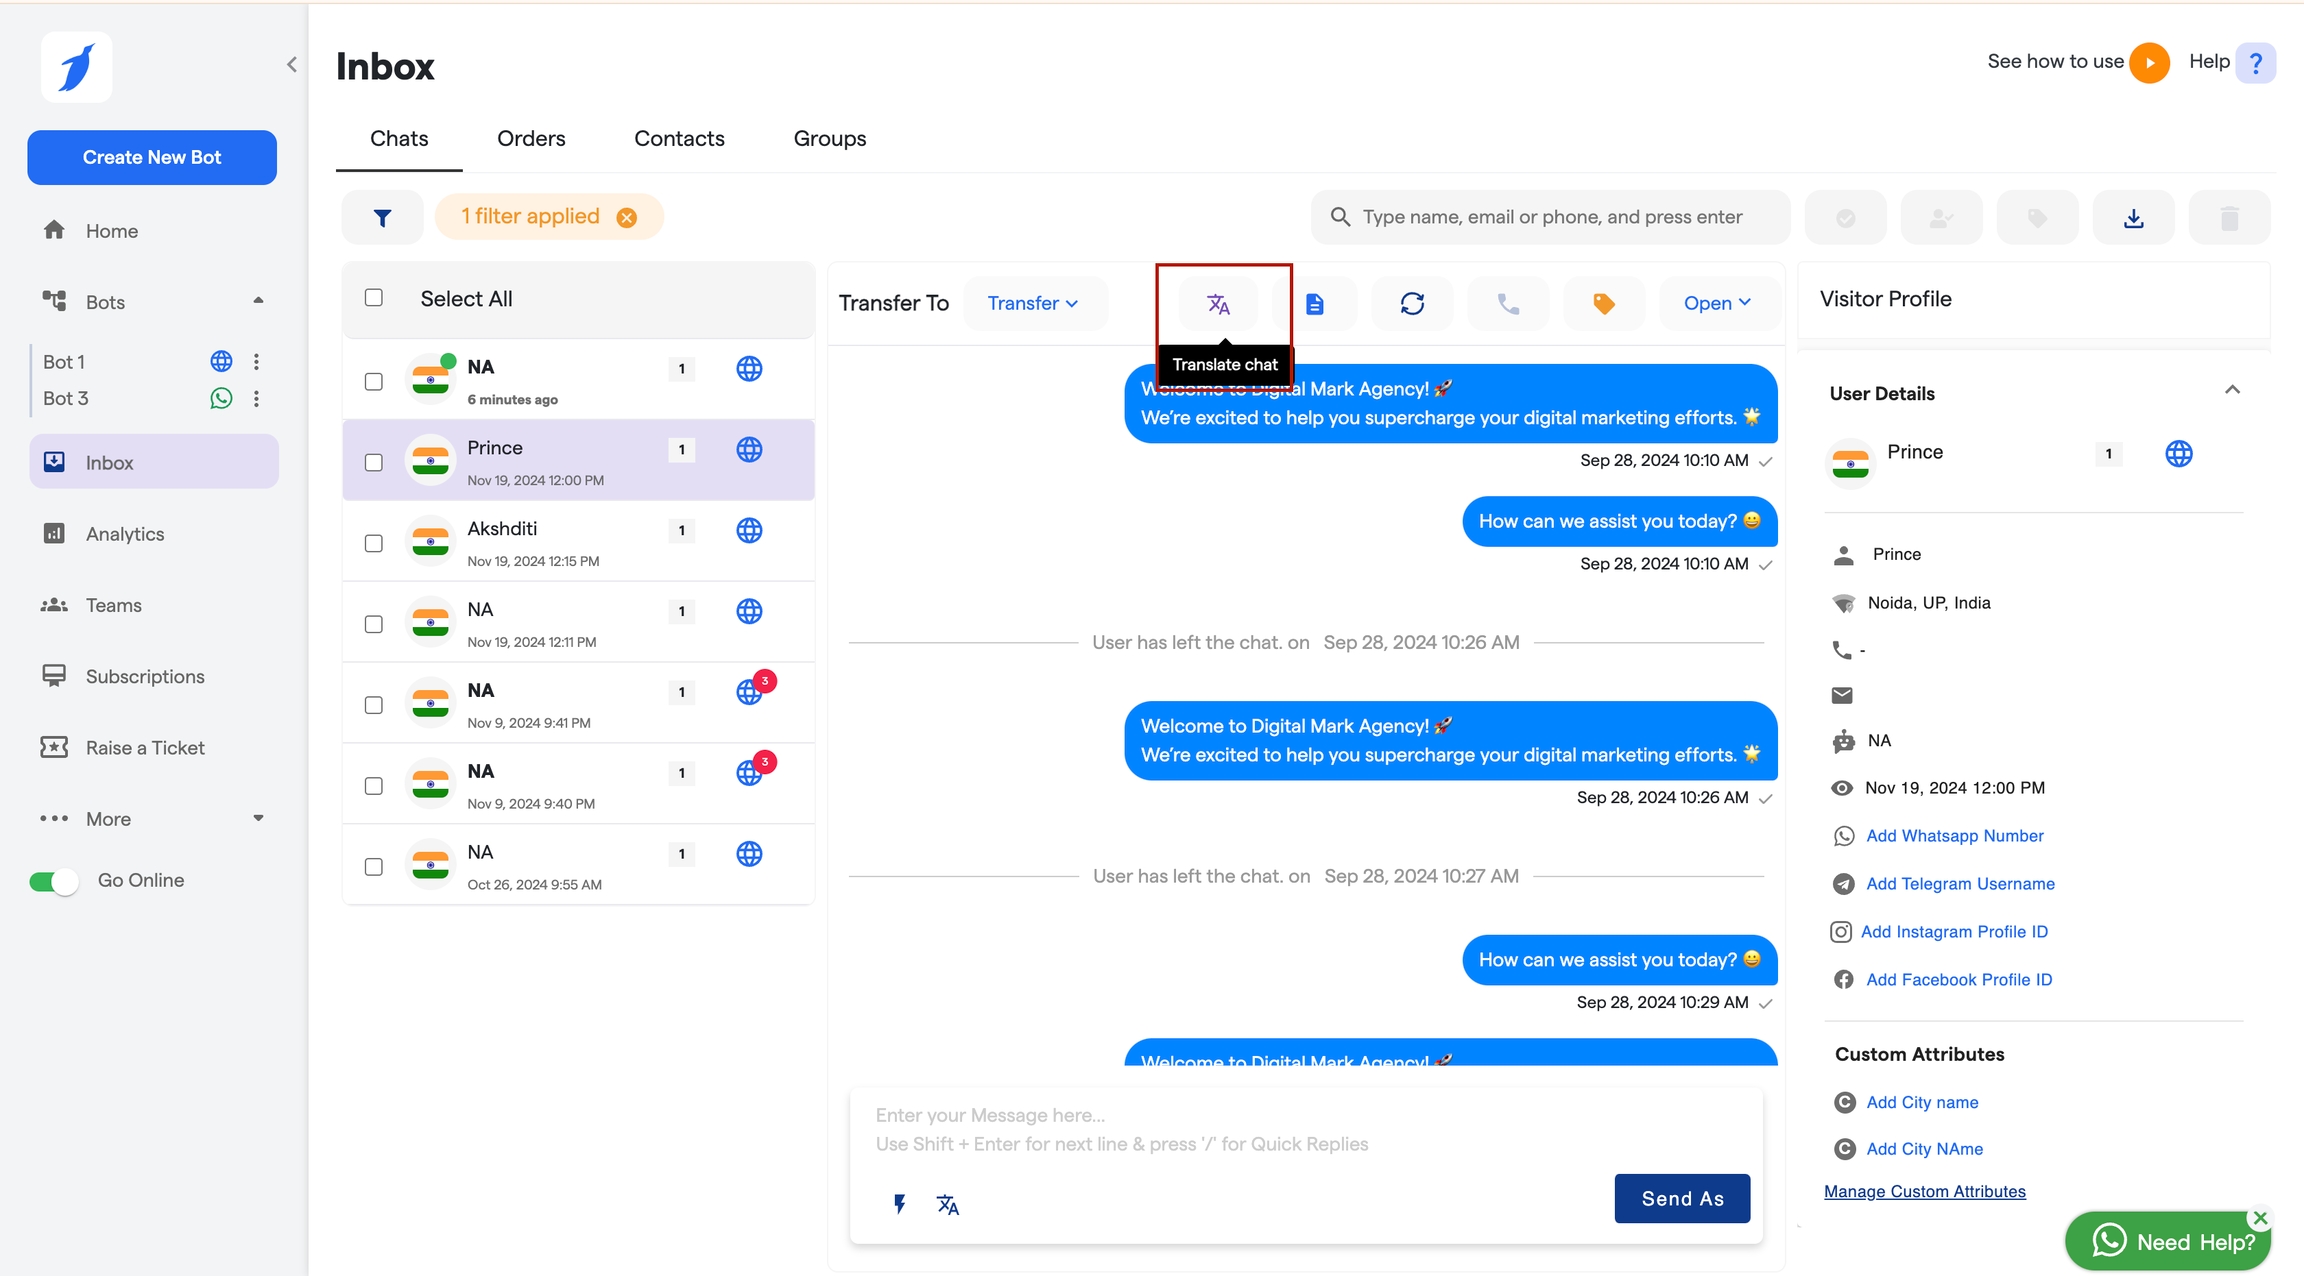 Inbox
See how to use
Help ?
Create New Bot
Chats
Orders
Contacts
Groups
1 filter applied
Type name, email or phone, and press enter
Home
Bots
Bot 1
Bot 3
Inbox
Analytics
Teams
Subscriptions
Raise a Ticket
More
Go Online
Select All
NA
1
6 minutes ago
Prince
1
Nov 19, 2024 12:00 PM
Akshditi
1
Nov 19, 2024 12:15 PM
NA
1
Nov 19, 2024 12:11 PM
NA
1
3
Nov 9, 2024 9:41 PM
NA
1
3
Nov 9, 2024 9:40 PM
NA
1
Oct 26, 2024 9:55 AM
Transfer To
Transfer
Open
Translate chat
Welcome to Digital Mark Agency! 🚀
We're excited to help you supercharge your digital marketing efforts. 🌟
Sep 28, 2024 10:10 AM
How can we assist you today? 😀
Sep 28, 2024 10:10 AM
User has left the chat. on Sep 28, 2024 10:26 AM
Welcome to Digital Mark Agency! 🚀
We're excited to help you supercharge your digital marketing efforts. 🌟
Sep 28, 2024 10:26 AM
User has left the chat. on Sep 28, 2024 10:27 AM
How can we assist you today? 😀
Sep 28, 2024 10:29 AM
Welcome to Digital Mark Agency! 🚀
Enter your Message here...
Use Shift + Enter for next line & press '/' for Quick Replies
Send As
Visitor Profile
User Details
Prince
1
Prince
Noida, UP, India
-
NA
Nov 19, 2024 12:00 PM
Add Whatsapp Number
Add Telegram Username
Add Instagram Profile ID
Add Facebook Profile ID
Custom Attributes
C Add City name
C Add City NAme
Manage Custom Attributes
Need Help?